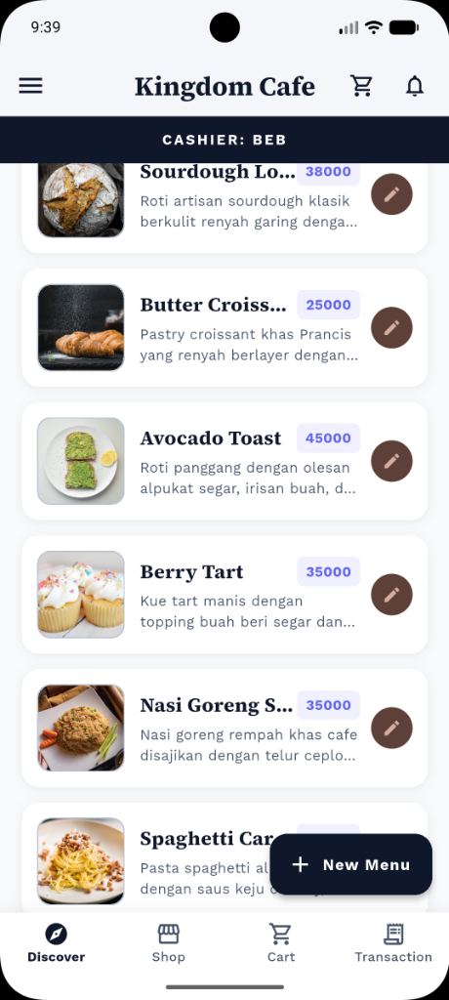 9:39
Kingdom Cafe
CASHIER: BEB
Sourdough Lo... 38000
Roti artisan sourdough klasik
berkulit renyah garing denga...
Butter Croiss... 25000
Pastry croissant khas Prancis
yang renyah berlayer dengan...
Avocado Toast 45000
Roti panggang dengan olesan
alpukat segar, irisan buah, d...
Berry Tart 35000
Kue tart manis dengan
topping buah beri segar dan...
Nasi Goreng S... 35000
Nasi goreng rempah khas cafe
disajikan dengan telur ceplo...
Spaghetti Car
Pasta spaghetti al
dengan saus keju
New Menu
Discover Shop Cart Transaction